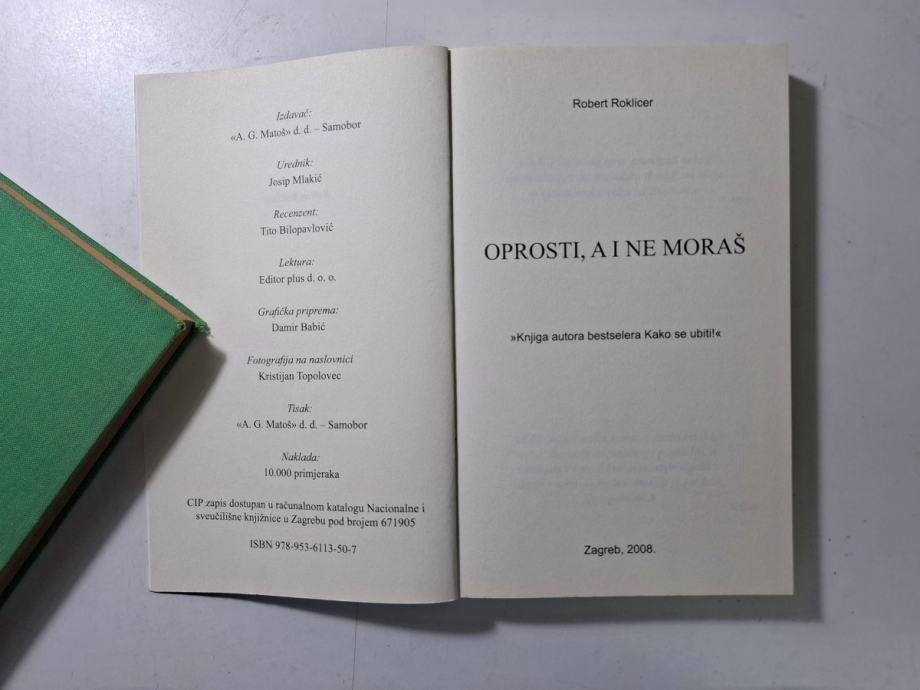 Izdavač:
«A. G. Matoš» d. d. – Samobor
Urednik:
Josip Mlakić
Recenzent:
Tito Bilopavlović
Lektura:
Editor plus d. o. o.
Grafička priprema:
Damir Babić
Fotografija na naslovnici
Kristijan Topolovec
Tisak:
«A. G. Matoš» d. d. – Samobor
Naklada:
10.000 primjeraka
CIP zapis dostupan u računalnom katalogu Nacionalne i
sveučilišne knjižnice u Zagrebu pod brojem 671905
ISBN 978-953-6113-50-7
Robert Roklicer
OPROSTI, A I NE MORAŠ
»Knjiga autora bestselera Kako se ubiti!«
Zagreb, 2008.